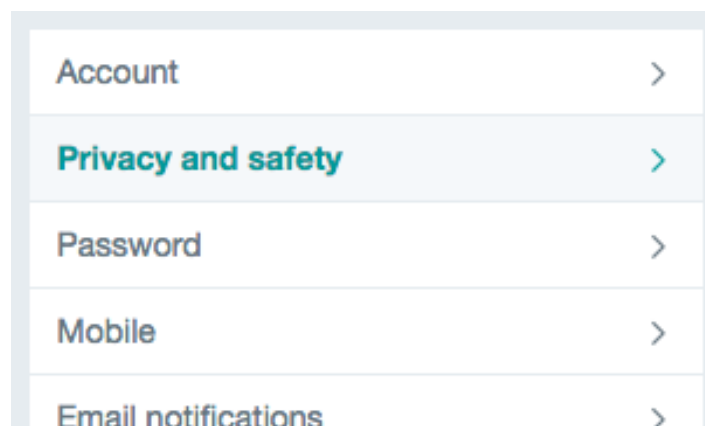 Account
Privacy and safety
Password
Mobile
Email notifications